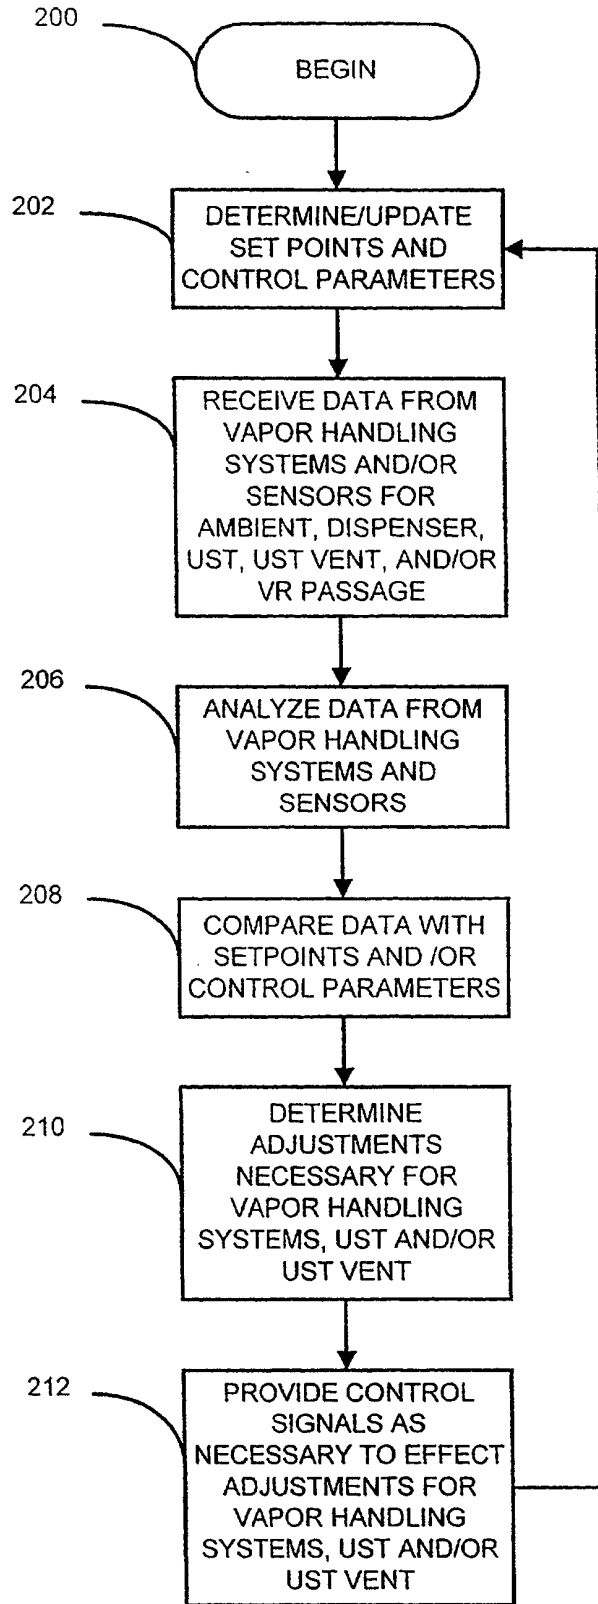 200
BEGIN
202
DETERMINE/UPDATE
SET POINTS AND
CONTROL PARAMETERS
204
RECEIVE DATA FROM
VAPOR HANDLING
SYSTEMS AND/OR
SENSORS FOR
AMBIENT, DISPENSER,
UST, UST VENT, AND/OR
VR PASSAGE
206
ANALYZE DATA FROM
VAPOR HANDLING
SYSTEMS AND
SENSORS
208
COMPARE DATA WITH
SETPOINTS AND /OR
CONTROL PARAMETERS
210
DETERMINE
ADJUSTMENTS
NECESSARY FOR
VAPOR HANDLING
SYSTEMS, UST AND/OR
UST VENT
212
PROVIDE CONTROL
SIGNALS AS
NECESSARY TO EFFECT
ADJUSTMENTS FOR
VAPOR HANDLING
SYSTEMS, UST AND/OR
UST VENT